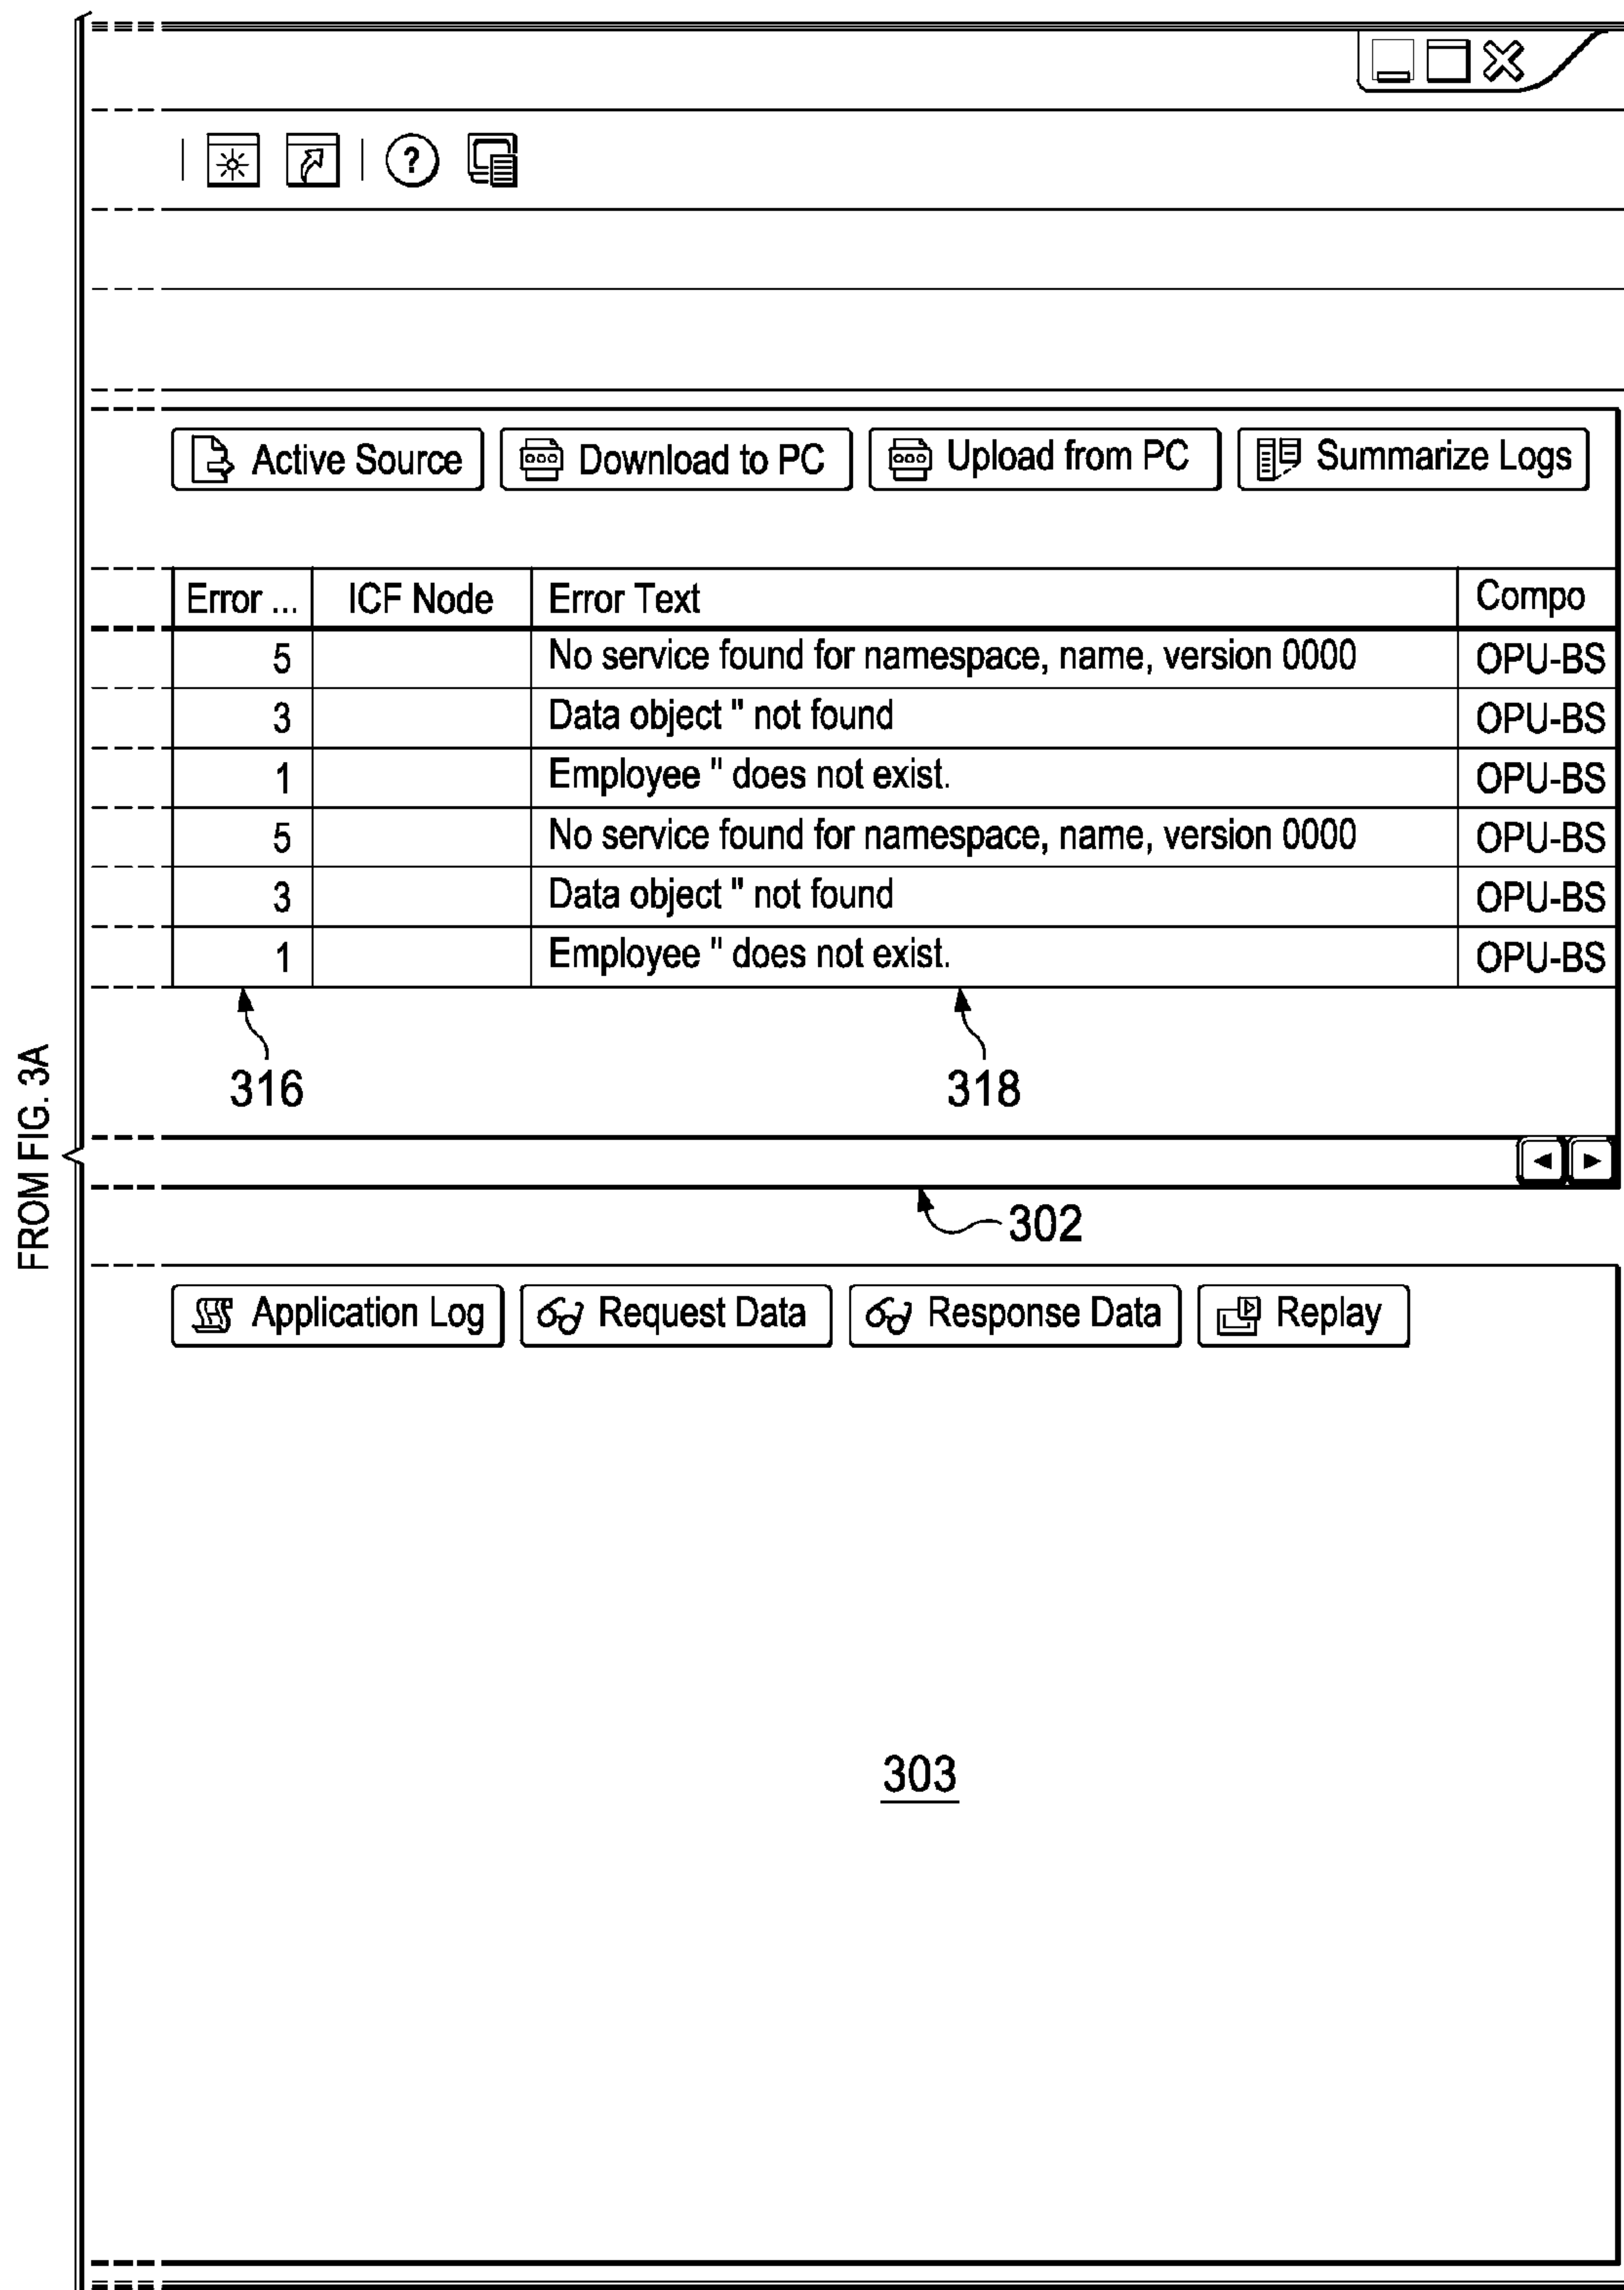 ?
Active Source Download to PC Upload from PC Summarize Logs
Error ... ICF Node Error Text Compo
5 No service found for namespace, name, version 0000 OPU-BS
3 Data object " not found OPU-BS
1 Employee " does not exist. OPU-BS
5 No service found for namespace, name, version 0000 OPU-BS
3 Data object " not found OPU-BS
1 Employee " does not exist. OPU-BS
316 318
FROM FIG. 3A
302
Application Log Request Data Response Data Replay
303